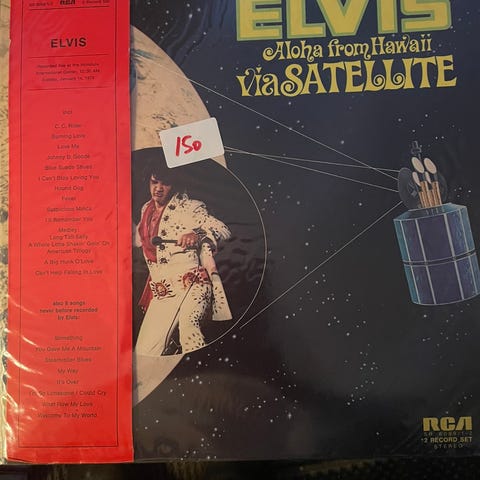 RCA
2 Record Set
ELVIS
Recorded live at the Honolulu
International Center, 12:30 AM
Sunday, January 14, 1973
Incl.
C. C. Rider
Burning Love
Love Me
Johnny B. Goode
Blue Suede Shoes
I Can't Stop Loving You
Hound Dog
Fever
Suspicious Minds
I'll Remember You
Medley:
Long Tall Sally
A Whole Lotta Shakin' Goin' On
American Trilogy
A Big Hunk O'Love
Can't Help Falling in Love
also 8 songs
never before recorded
by Elvis:
Something
You Gave Me A Mountain
Steamroller Blues
My Way
It's Over
I'm So Lonesome I Could Cry
What Now My Love
Welcome To My World
ELVIS
Aloha from Hawaii
via SATELLITE
150
RCA
2 RECORD SET
STEREO